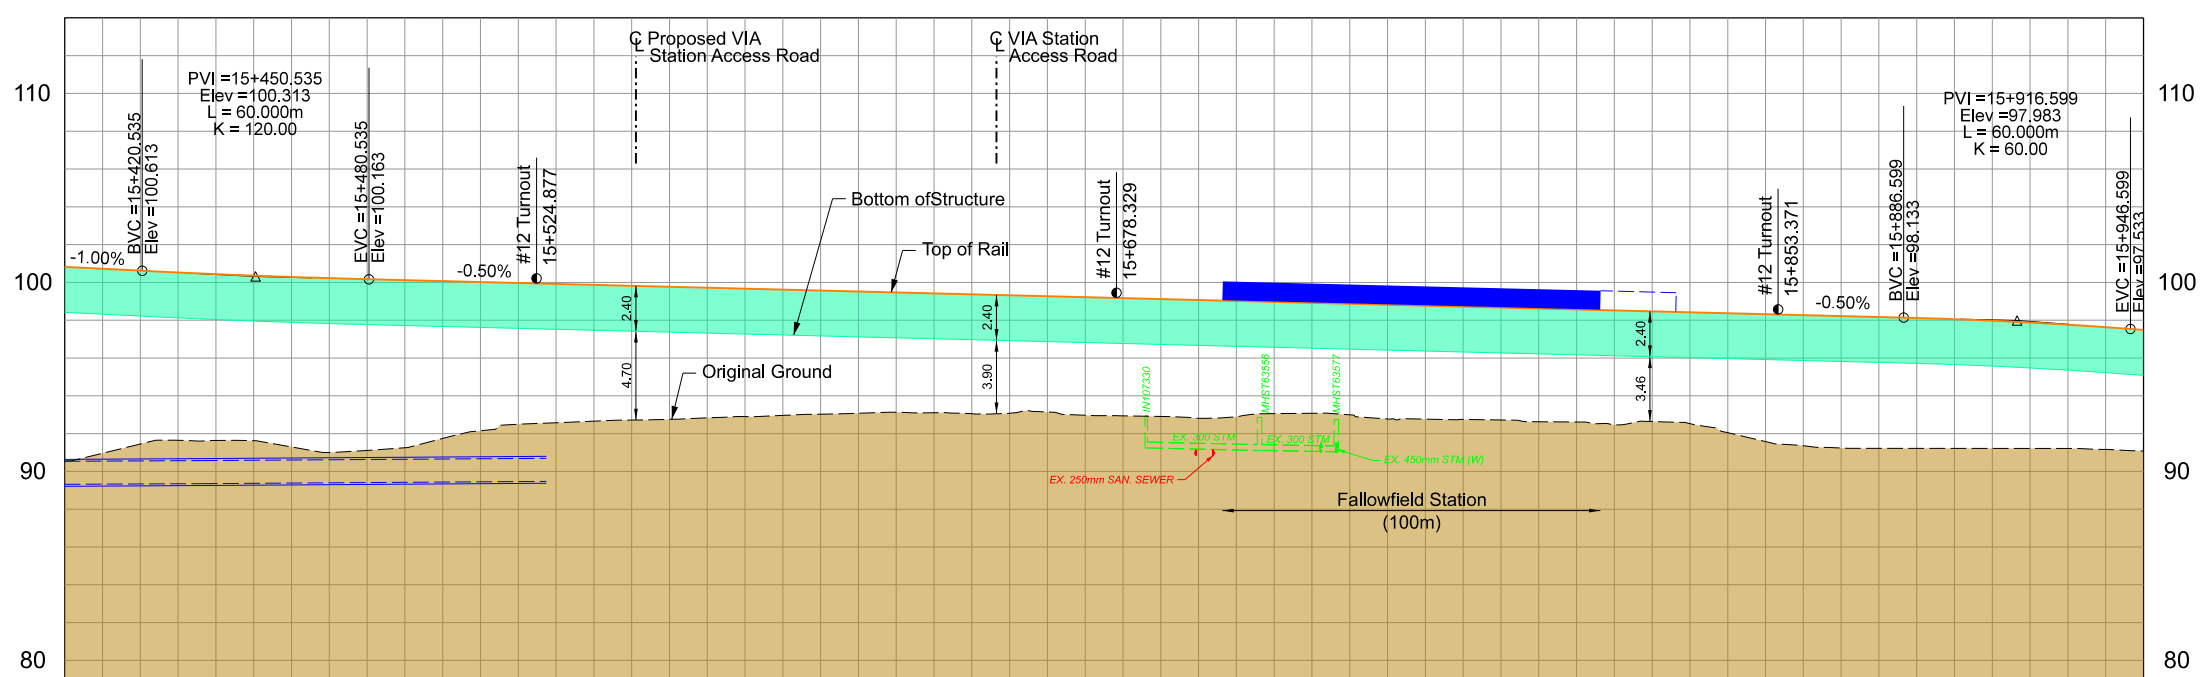 110
110
100
100
90
90
80
80
PVI =15+450.535
Elev =100.313
L = 60.000m
K = 120.00
BVC =15+420.535
Elev =100.613
EVC =15+480.535
Elev =100.163
-1.00%
-0.50%
#12 Turnout
15+524.877
CL Proposed VIA
Station Access Road
CL VIA Station
Access Road
Bottom ofStructure
Top of Rail
Original Ground
2.40
4.70
2.40
3.90
#12 Turnout
15+678.329
IN107330
MHST63556
MHST63577
EX. 300 STM
EX. 300 STM
EX. 450mm STM (W)
EX. 250mm SAN. SEWER
Fallowfield Station
(100m)
2.40
3.46
#12 Turnout
15+853.371
-0.50%
BVC =15+886.599
Elev =98.133
PVI =15+916.599
Elev =97.983
L = 60.000m
K = 60.00
EVC =15+946.599
Elev=97.533